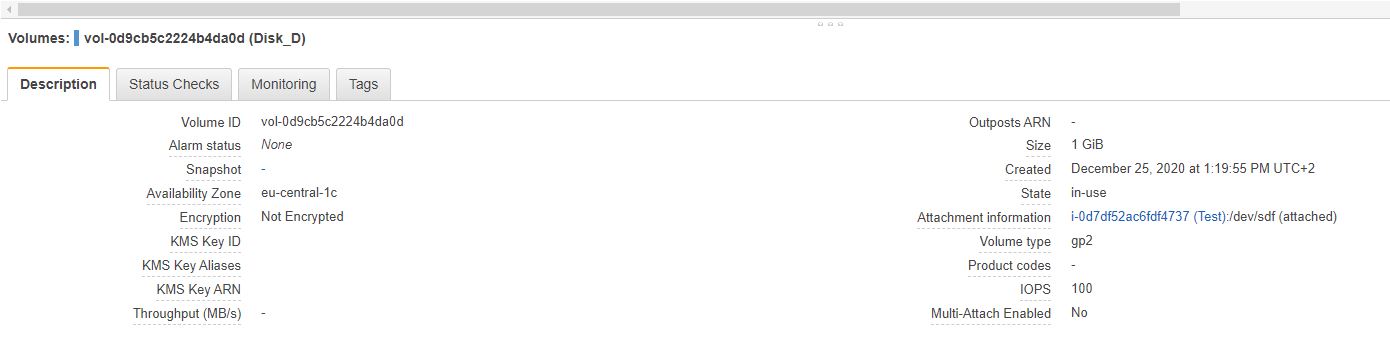 Volumes: vol-0d9cb5c2224b4da0d (Disk_D)
Description Status Checks Monitoring Tags
Volume ID vol-0d9cb5c2224b4da0d Outposts ARN -
Alarm status None Size 1 GiB
Snapshot - Created December 25, 2020 at 1:19:55 PM UTC+2
Availability Zone eu-central-1c State in-use
Encryption Not Encrypted Attachment information i-0d7df52ac6fdf4737 (Test):/dev/sdf (attached)
KMS Key ID Volume type gp2
KMS Key Aliases Product codes -
KMS Key ARN IOPS 100
Throughput (MB/s) - Multi-Attach Enabled No